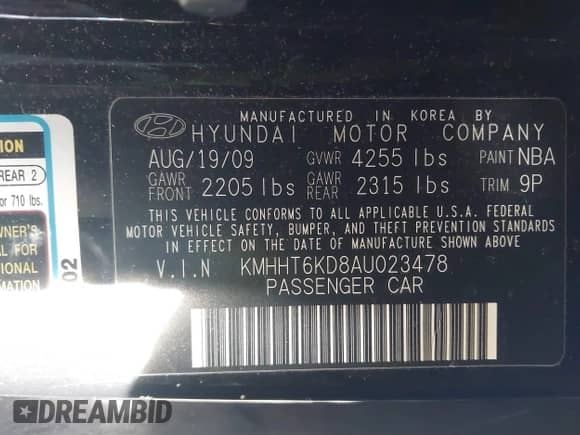 MANUFACTURED IN KOREA BY
HYUNDAI MOTOR COMPANY
AUG/19/09 GVWR 4255 lbs PAINT NBA
GAWR FRONT 2205 lbs GAWR REAR 2315 lbs TRIM 9P
THIS VEHICLE CONFORMS TO ALL APPLICABLE U.S.A. FEDERAL
MOTOR VEHICLE SAFETY, BUMPER, AND THEFT PREVENTION STANDARDS
IN EFFECT ON THE DATE OF MANUFACTURE SHOWN ABOVE.
V.I.N KMHHT6KD8AU023478
PASSENGER CAR
ION
REAR 2
or 710 lbs.
WNER'S
AL FOR
TIONAL
MATION
02
DREAMBID